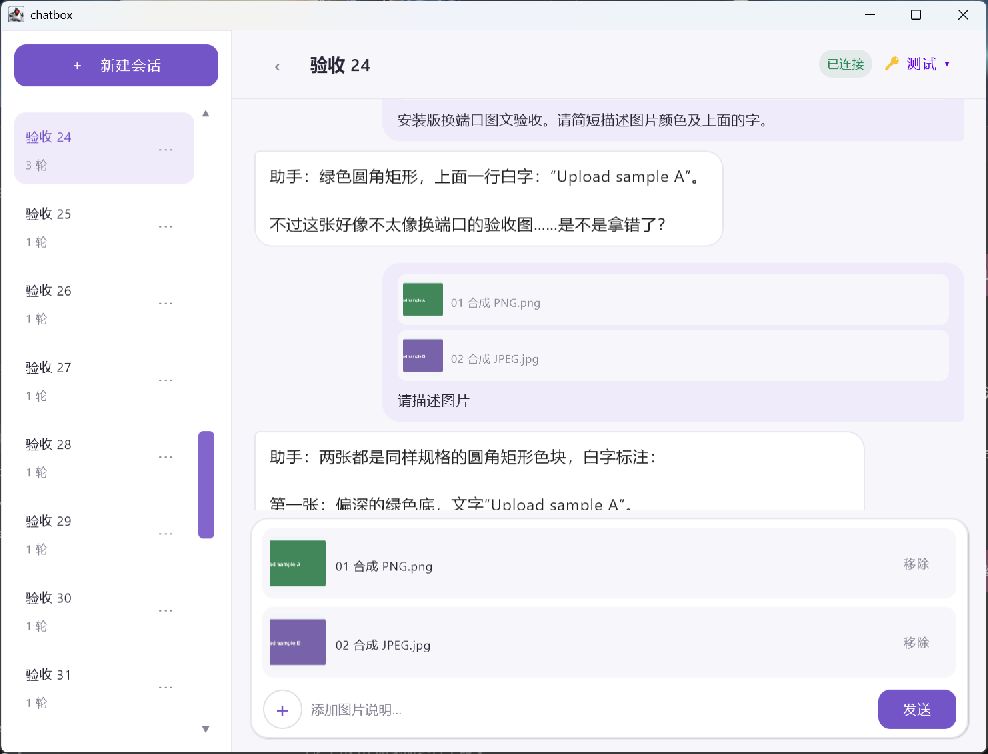 chatbox
+ 新建会话
验收 24
3 轮
验收 25
1 轮
验收 26
1 轮
验收 27
1 轮
验收 28
1 轮
验收 29
1 轮
验收 30
1 轮
验收 31
1 轮
验收 24
已连接
测试
安装版换端口图文验收。请简短描述图片颜色及上面的字。
助手：绿色圆角矩形，上面一行白字：“Upload sample A”。
不过这张好像不太像换端口的验收图……是不是拿错了？
01 合成 PNG.png
02 合成 JPEG.jpg
请描述图片
助手：两张都是同样规格的圆角矩形色块，白字标注：
第一张：偏深的绿色底，文字“Upload sample A”。
ad sample A
01 合成 PNG.png
移除
ad sample B
02 合成 JPEG.jpg
移除
+
添加图片说明...
发送